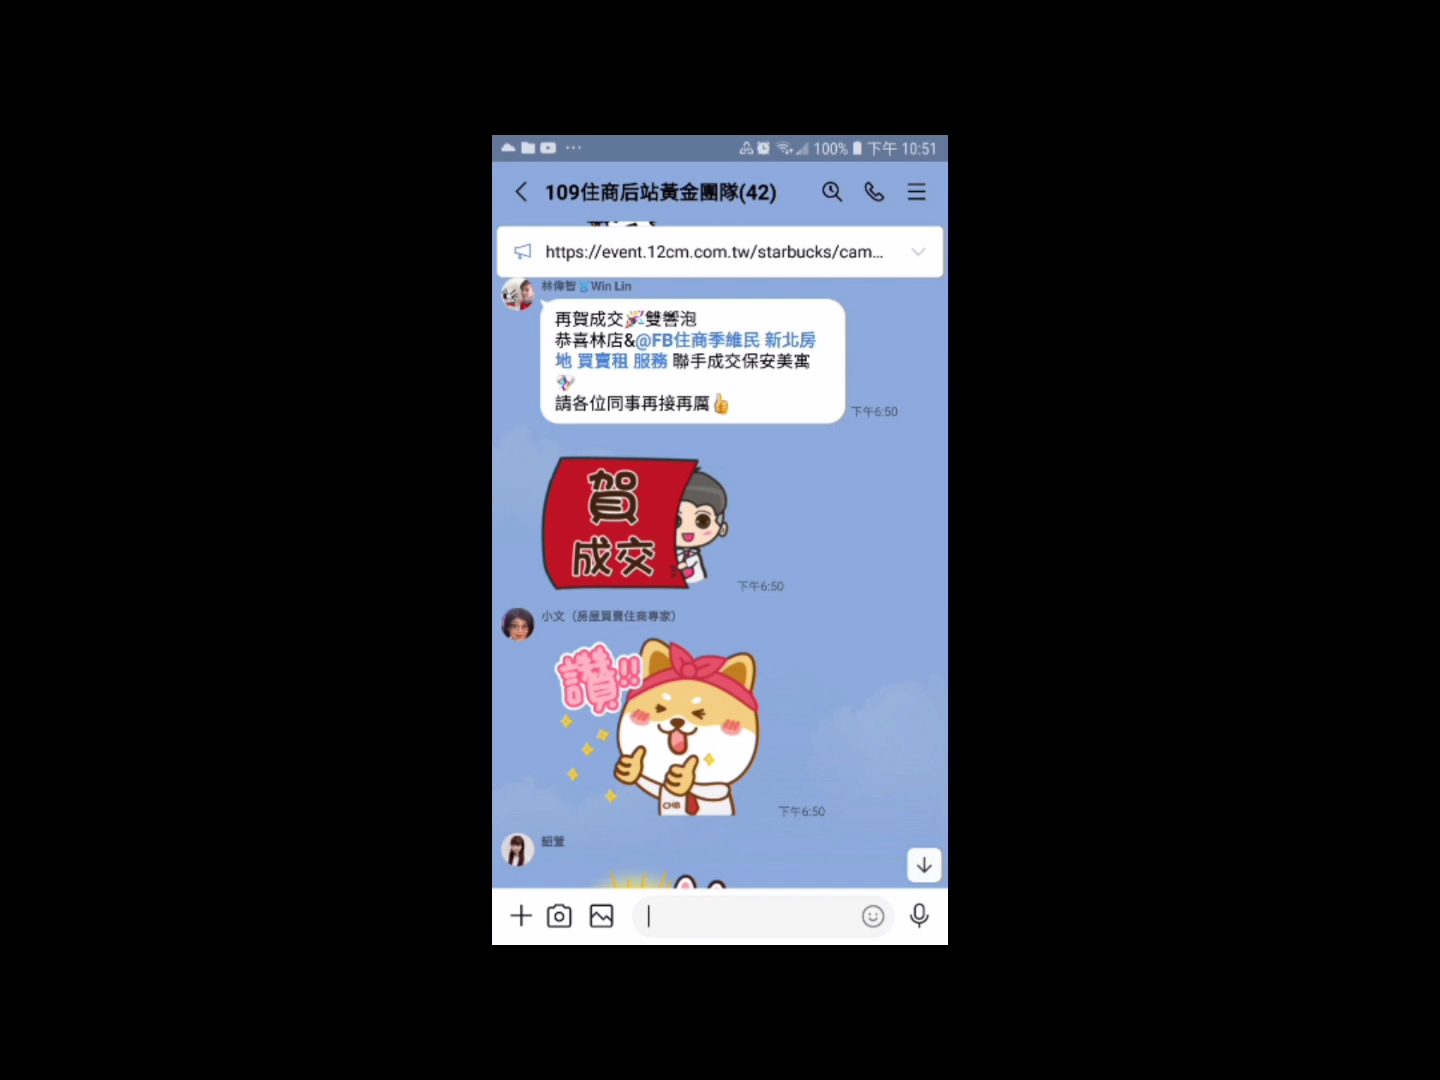 100% 下午 10:51
109住商后站黃金團隊(42)
https://event.12cm.com.tw/starbucks/cam...
林偉智 Win Lin
再賀成交🎉雙響泡
恭喜林店&@FB住商季維民 新北房
地 買賣租 服務 聯手成交保安美寓
請各位同事再接再厲👍
下午6:50
賀
成交
下午6:50
小文（房屋買賣住商專家）
讚!!
CHB
下午6:50
韶萱